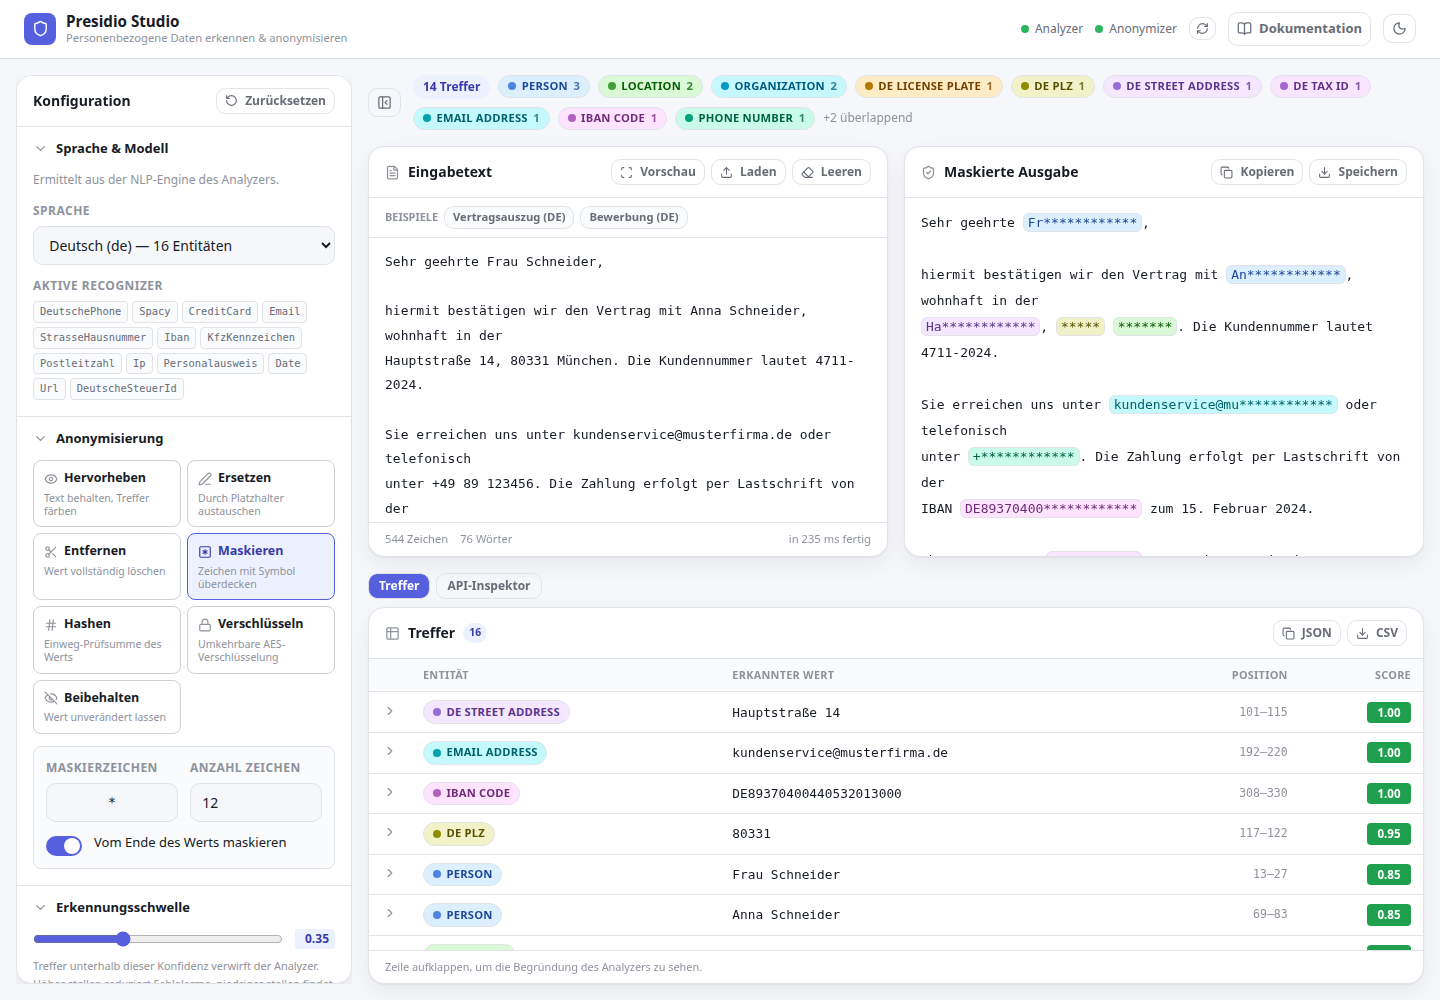 Presidio Studio
Personenbezogene Daten erkennen & anonymisieren
Analyzer
Anonymizer
Dokumentation
Konfiguration
Zurücksetzen
Sprache & Modell
Ermittelt aus der NLP-Engine des Analyzers.
SPRACHE
Deutsch (de) — 16 Entitäten
AKTIVE RECOGNIZER
DeutschePhone Spacy CreditCard Email
StrasseHausnummer Iban KfzKennzeichen
Postleitzahl Ip Personalausweis Date
Url DeutscheSteuerId
Anonymisierung
Hervorheben
Text behalten, Treffer
färben
Ersetzen
Durch Platzhalter
austauschen
Entfernen
Wert vollständig löschen
Maskieren
Zeichen mit Symbol
überdecken
Hashen
Einweg-Prüfsumme des
Werts
Verschlüsseln
Umkehrbare AES-
Verschlüsselung
Beibehalten
Wert unverändert lassen
MASKIERZEICHEN
*
ANZAHL ZEICHEN
12
Vom Ende des Werts maskieren
Erkennungsschwelle
0.35
Treffer unterhalb dieser Konfidenz verwirft der Analyzer.
14 Treffer PERSON 3 LOCATION 2 ORGANIZATION 2 DE LICENSE PLATE 1 DE PLZ 1 DE STREET ADDRESS 1 DE TAX ID 1
EMAIL ADDRESS 1 IBAN CODE 1 PHONE NUMBER 1 +2 überlappend
Eingabetext
Vorschau
Laden
Leeren
BEISPIELE Vertragsauszug (DE) Bewerbung (DE)
Sehr geehrte Frau Schneider,
hiermit bestätigen wir den Vertrag mit Anna Schneider,
wohnhaft in der
Hauptstraße 14, 80331 München. Die Kundennummer lautet 4711-
2024.
Sie erreichen uns unter kundenservice@musterfirma.de oder
telefonisch
unter +49 89 123456. Die Zahlung erfolgt per Lastschrift von
der
544 Zeichen 76 Wörter
in 235 ms fertig
Maskierte Ausgabe
Kopieren
Speichern
Sehr geehrte Fr************,
hiermit bestätigen wir den Vertrag mit An************,
wohnhaft in der
Ha************, ***** *******. Die Kundennummer lautet
4711-2024.
Sie erreichen uns unter kundenservice@mu************ oder
telefonisch
unter +************. Die Zahlung erfolgt per Lastschrift von
der
IBAN DE89370400************ zum 15. Februar 2024.
Treffer
API-Inspektor
Treffer 16
JSON
CSV
ENTITÄT ERKANNTER WERT POSITION SCORE
DE STREET ADDRESS Hauptstraße 14 101–115 1.00
EMAIL ADDRESS kundenservice@musterfirma.de 192–220 1.00
IBAN CODE DE89370400440532013000 308–330 1.00
DE PLZ 80331 117–122 0.95
PERSON Frau Schneider 13–27 0.85
PERSON Anna Schneider 69–83 0.85
Zeile aufklappen, um die Begründung des Analyzers zu sehen.